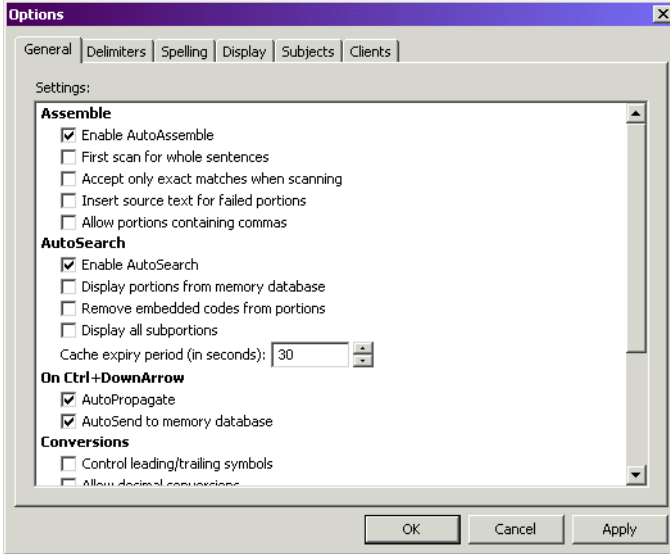 Options
General Delimiters Spelling Display Subjects Clients
Settings:
Assemble
Enable AutoAssemble
First scan for whole sentences
Accept only exact matches when scanning
Insert source text for failed portions
Allow portions containing commas
AutoSearch
Enable AutoSearch
Display portions from memory database
Remove embedded codes from portions
Display all subportions
Cache expiry period (in seconds): 30
On Ctrl+DownArrow
AutoPropagate
AutoSend to memory database
Conversions
Control leading/trailing symbols
Allow decimal conversions
OK Cancel Apply